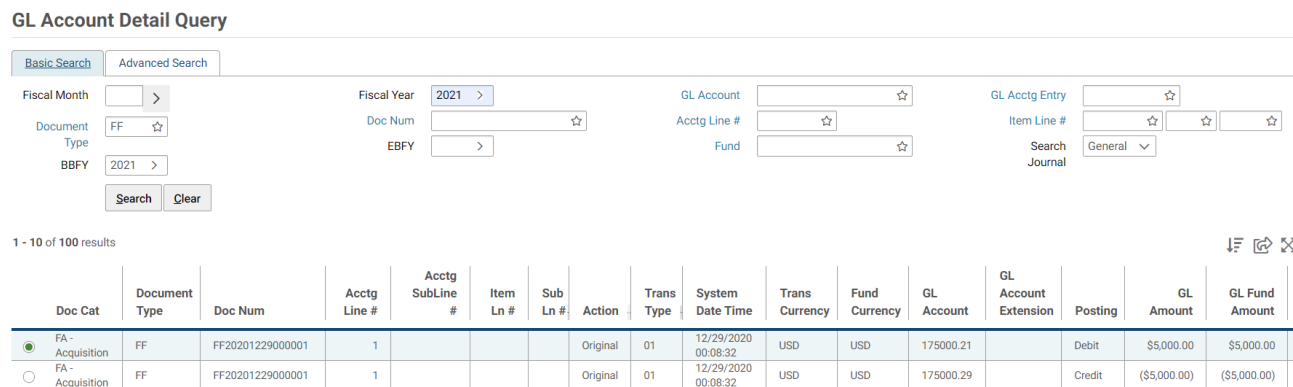 GL Account Detail Query
Basic Search Advanced Search
Fiscal Month Fiscal Year 2021 GL Account GL Acctg Entry
Document Type FF Doc Num Acctg Line # Item Line #
BBFY 2021 EBFY Fund Search Journal General
Search Clear
1 - 10 of 100 results
Doc Cat Document Type Doc Num Acctg Line # Acctg SubLine # Item Ln # Sub Ln # Action Trans Type System Date Time Trans Currency Fund Currency GL Account GL Account Extension Posting GL Amount GL Fund Amount
FA - Acquisition FF FF20201229000001 1 Original 01 12/29/2020 00:08:32 USD USD 175000.21 Debit $5,000.00 $5,000.00
FA - Acquisition FF FF20201229000001 1 Original 01 12/29/2020 00:08:32 USD USD 175000.29 Credit ($5,000.00) ($5,000.00)